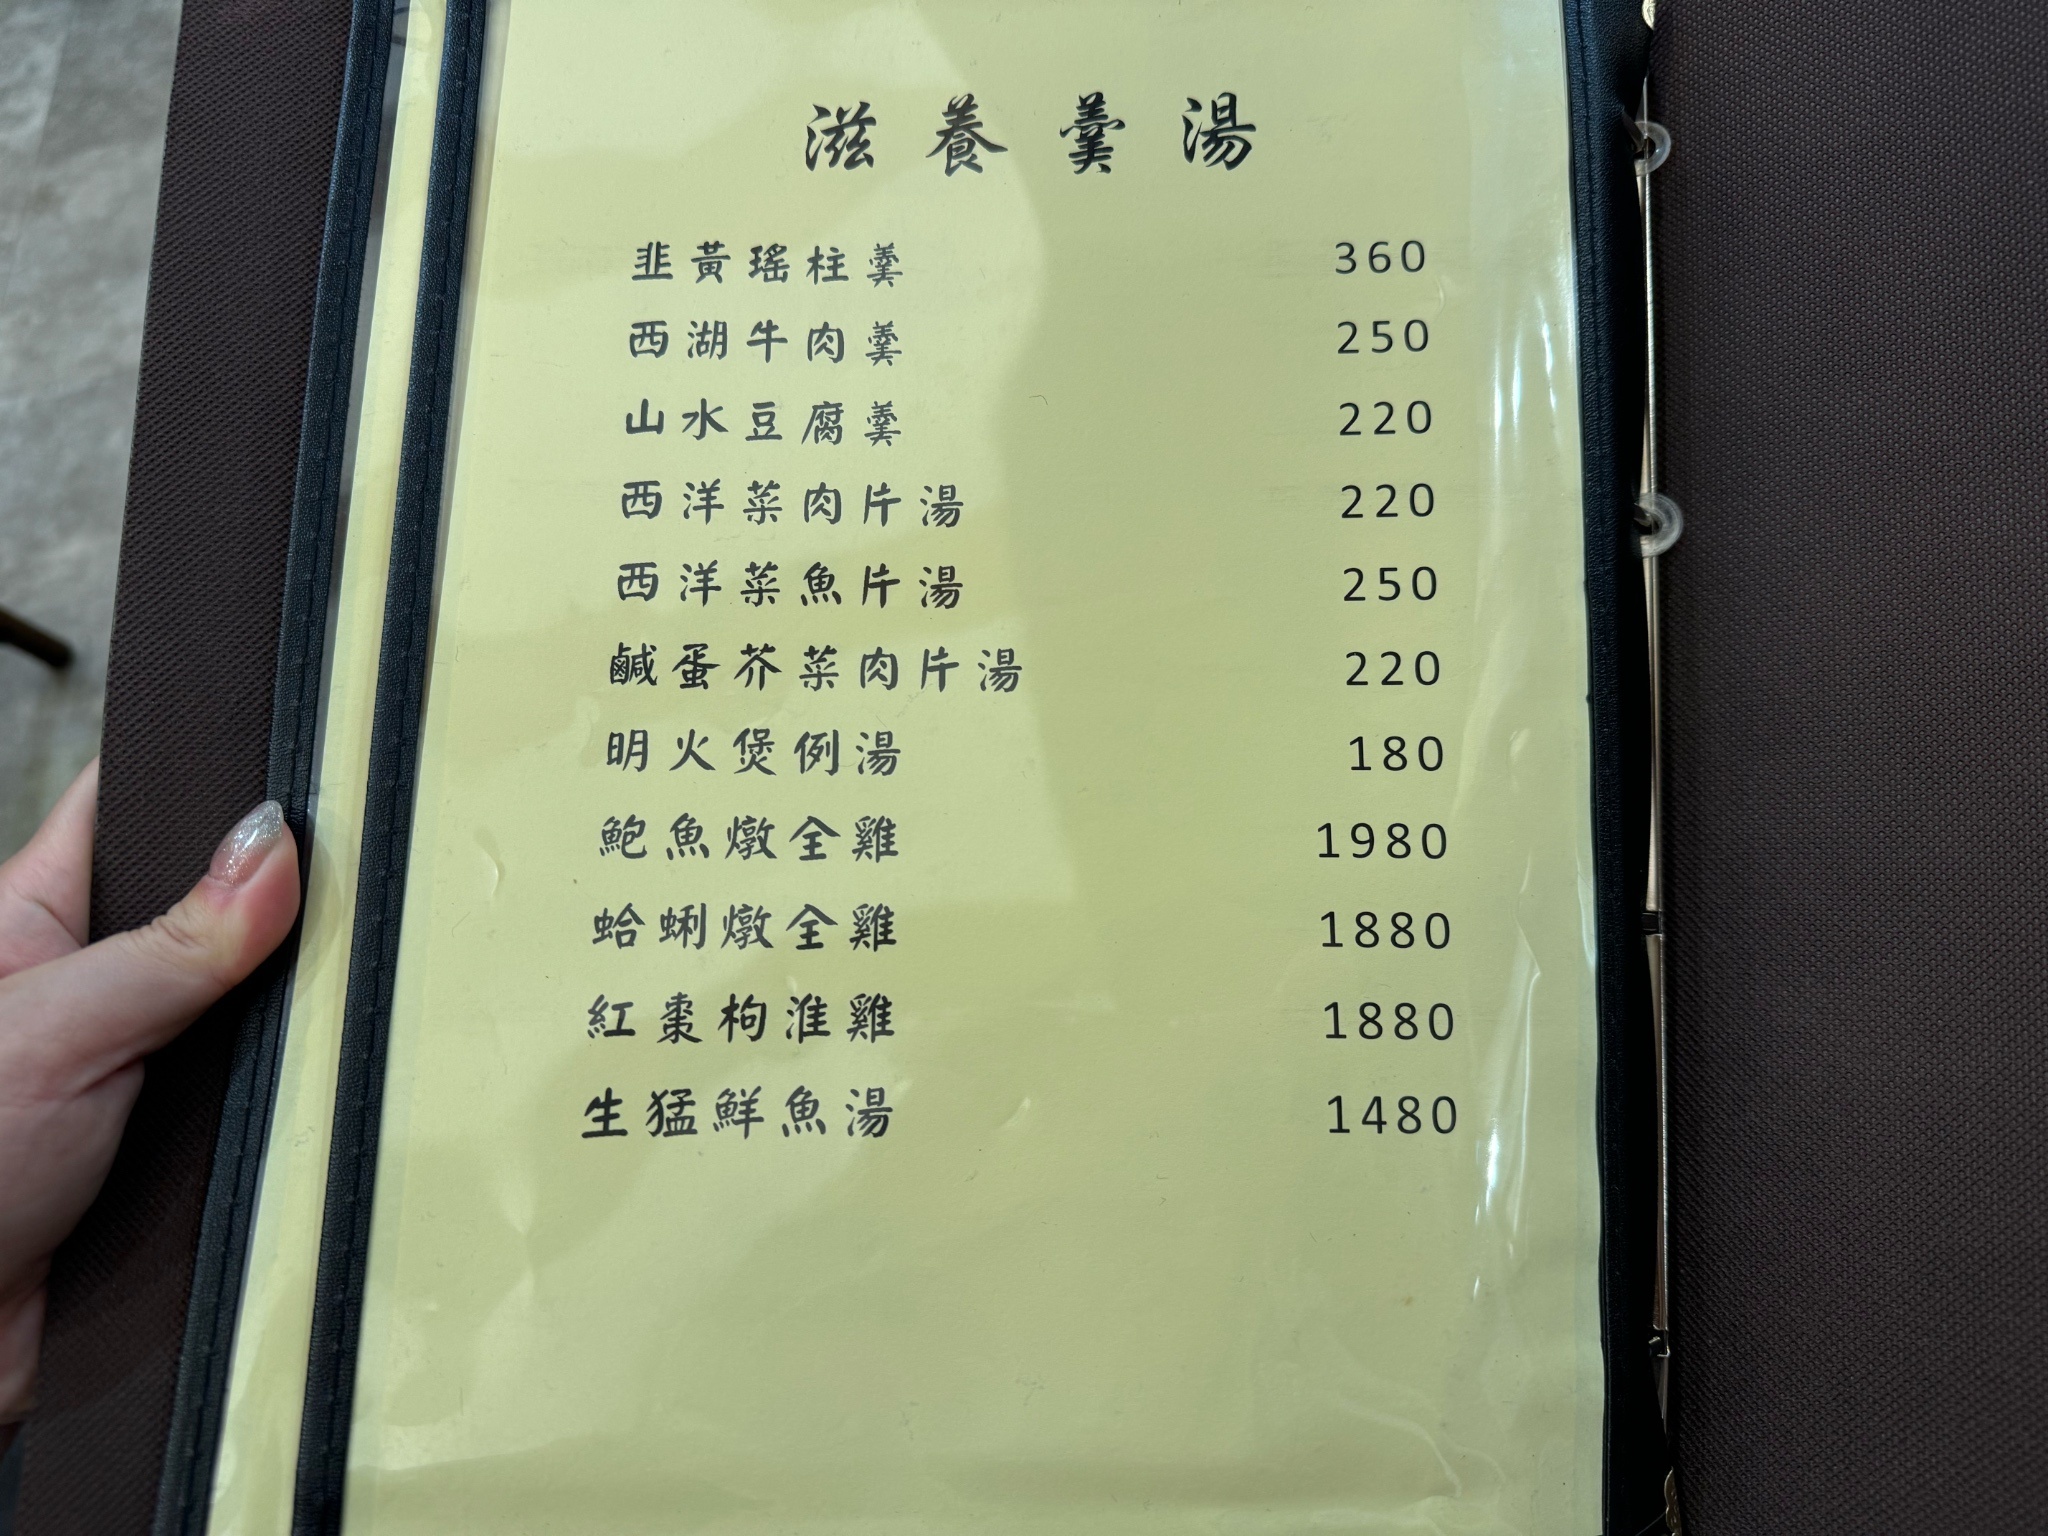 滋養羹湯
韭黃瑤柱羹 360
西湖牛肉羹 250
山水豆腐羹 220
西洋菜肉片湯 220
西洋菜魚片湯 250
鹹蛋芥菜肉片湯 220
明火煲例湯 180
鮑魚燉全雞 1980
蛤蜊燉全雞 1880
紅棗枸淮雞 1880
生猛鮮魚湯 1480